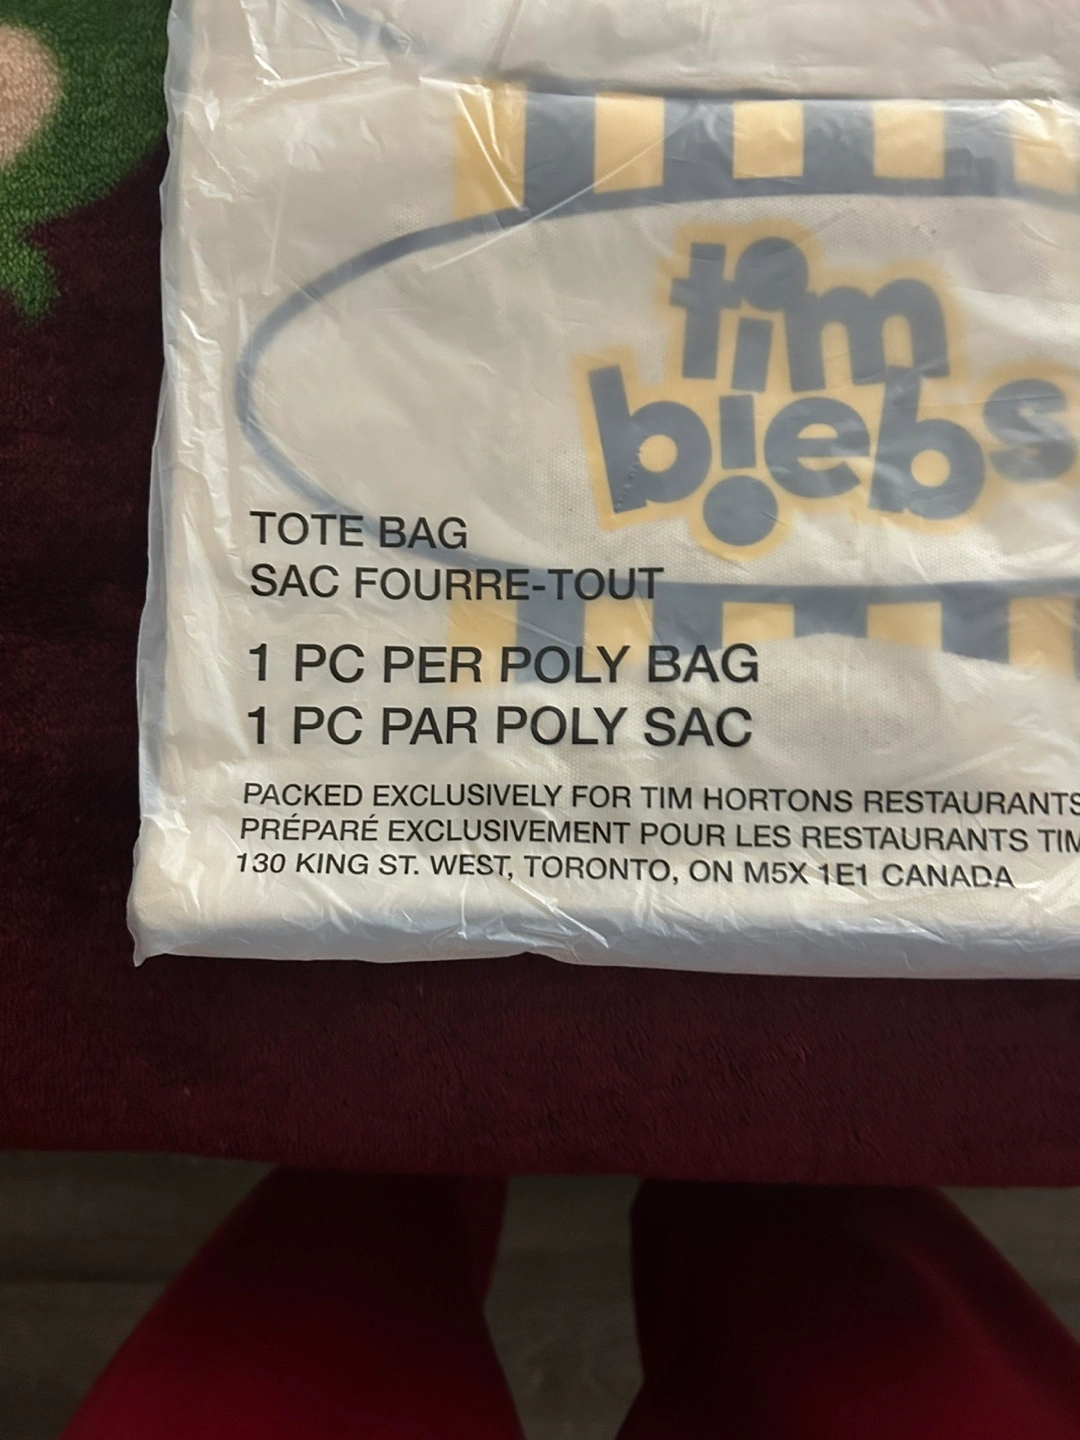 tim
biebs
TOTE BAG
SAC FOURRE-TOUT
1 PC PER POLY BAG
1 PC PAR POLY SAC
PACKED EXCLUSIVELY FOR TIM HORTONS RESTAURANTS
PRÉPARÉ EXCLUSIVEMENT POUR LES RESTAURANTS TIM
130 KING ST. WEST, TORONTO, ON M5X 1E1 CANADA